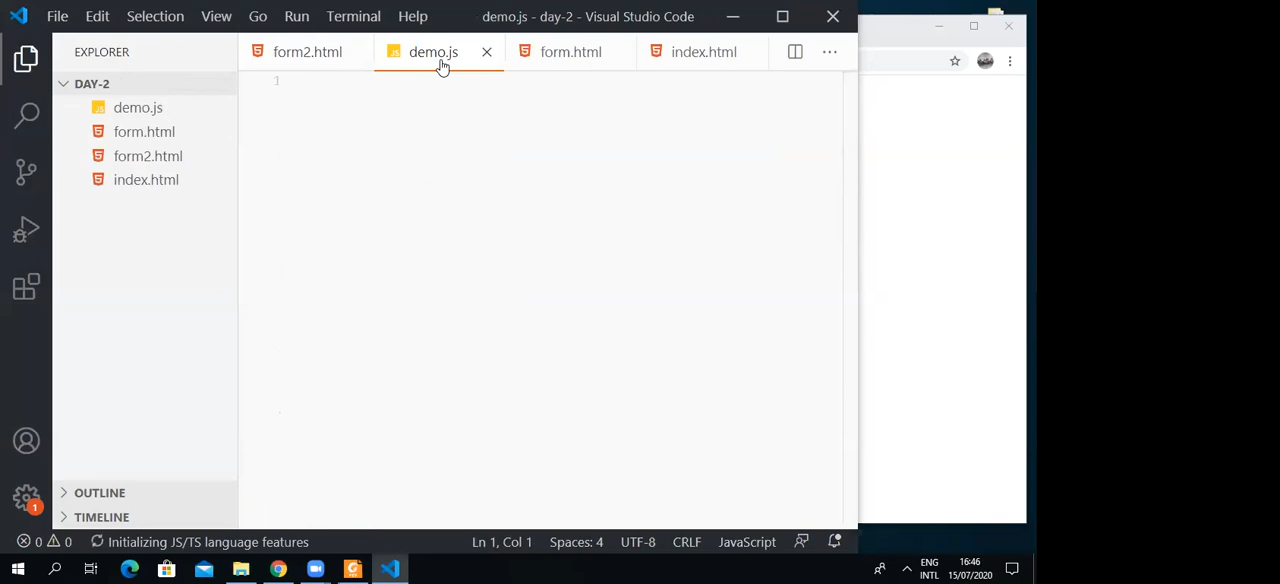 File Edit Selection View Go Run Terminal Help demo.js - day-2 - Visual Studio Code
EXPLORER
form2.html demo.js form.html index.html
DAY-2
1
JS demo.js
form.html
form2.html
index.html
OUTLINE
TIMELINE
1
0 0 Initializing JS/TS language features Ln 1, Col 1 Spaces: 4 UTF-8 CRLF JavaScript
ENG
INTL
16:46
15/07/2020